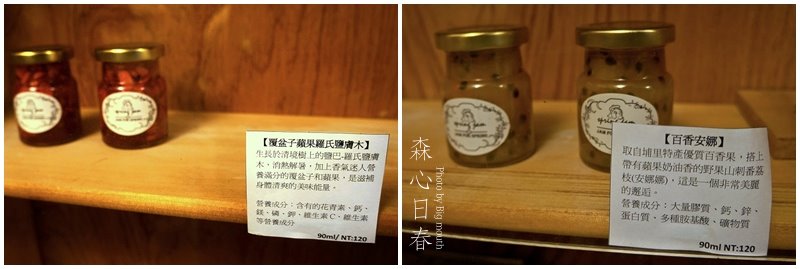 【覆盆子蘋果羅氏鹽膚木】
生長於清境樹上的鹽巴-羅氏鹽膚
木，消熱解暑，加上香氣迷人營
養滿分的覆盆子和蘋果，是滋補
身體清爽的美味能量。
營養成分：含有的花青素、鈣、
鎂、磷、鉀、維生素C、維生素
等營養成分
90ml/ NT:120
spring jam
spring jam
【百香安娜】
取自埔里特產優質百香果，搭上
帶有蘋果奶油香的野果山刺番荔
枝(安娜娜)，這是一個非常美麗
的邂逅。
營養成分：大量膠質、鈣、鋅、
蛋白質、多種胺基酸、礦物質
90ml NT:120
森心日春
Photo by Big mouth